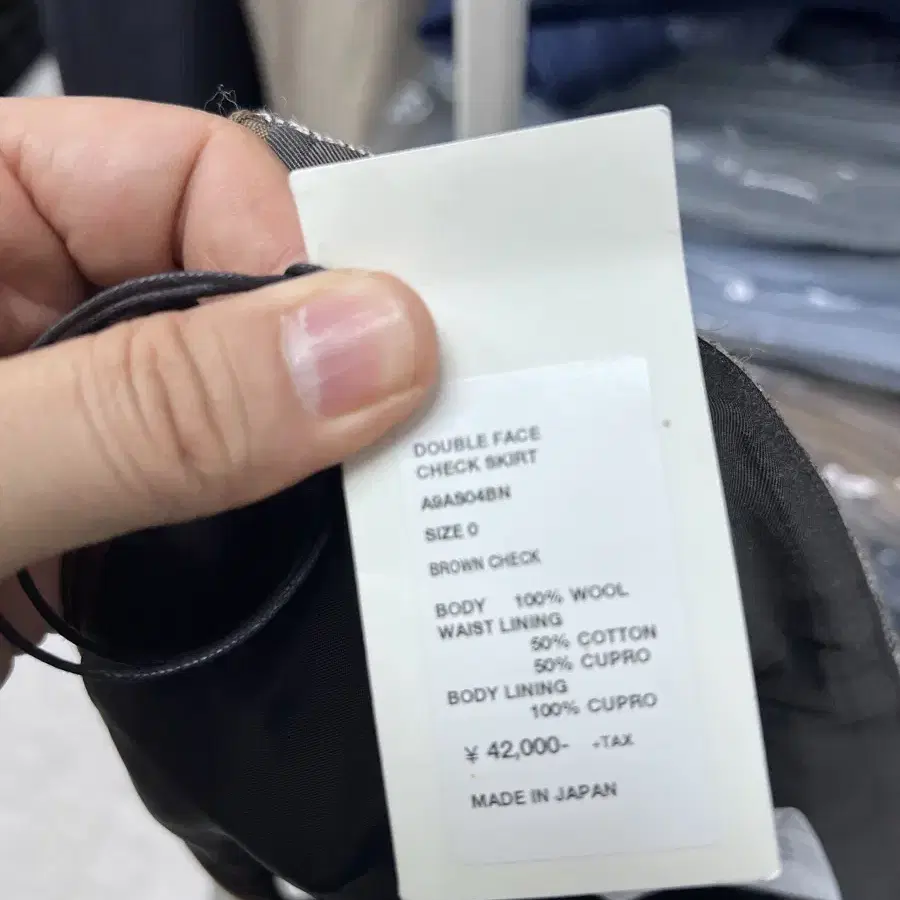 DOUBLE FACE
CHECK SKIRT
A9AS04BN
SIZE 0
BROWN CHECK
BODY 100% WOOL
WAIST LINING
50% COTTON
50% CUPRO
BODY LINING
100% CUPRO
¥ 42,000- +TAX
MADE IN JAPAN